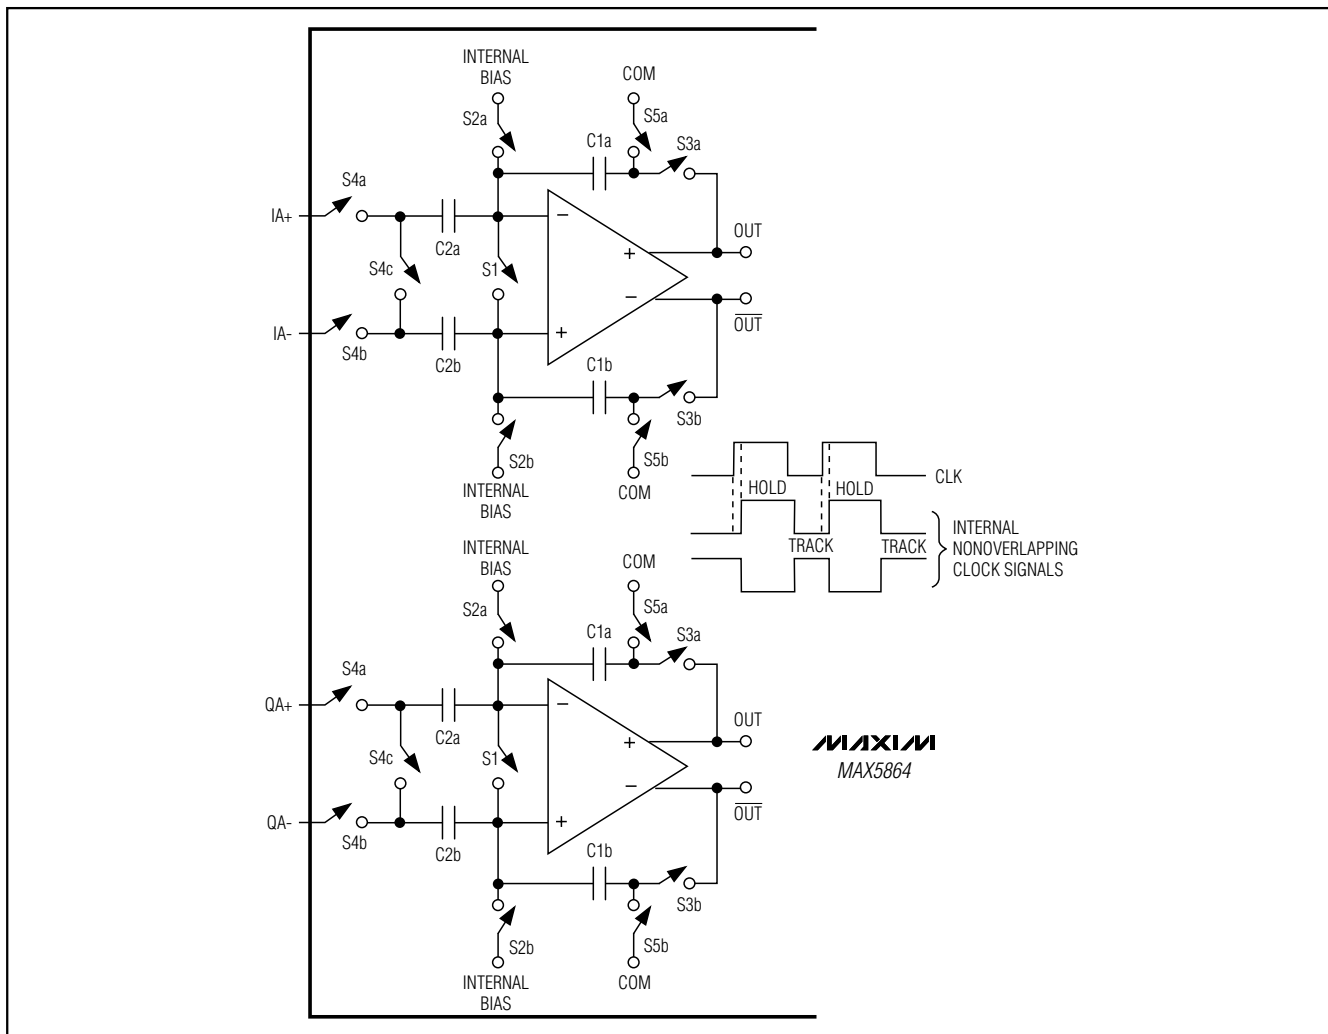 INTERNAL
BIAS
COM
S2a
S5a
C1a
S3a
S4a
IA+
−
C2a
OUT
+
S4c
S1
−
OUT
IA-
+
S4b
C2b
C1b
S3b
S2b
S5b
INTERNAL
BIAS
COM
CLK
HOLD HOLD
TRACK TRACK
INTERNAL
NONOVERLAPPING
CLOCK SIGNALS
INTERNAL
BIAS
COM
S2a
S5a
C1a
S3a
S4a
QA+
−
C2a
OUT
+
S4c
S1
−
OUT
QA-
+
S4b
C2b
C1b
S3b
S2b
S5b
INTERNAL
BIAS
COM
MAXIM
MAX5864